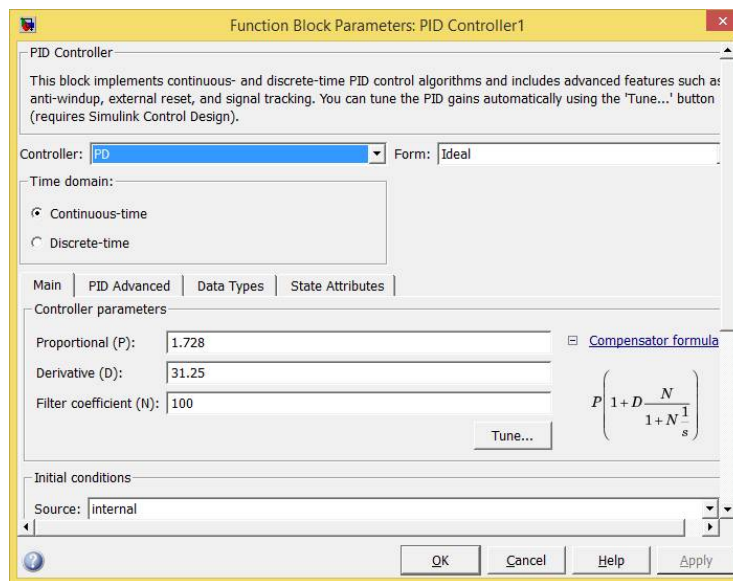 Function Block Parameters: PID Controller1
PID Controller
This block implements continuous- and discrete-time PID control algorithms and includes advanced features such as
anti-windup, external reset, and signal tracking. You can tune the PID gains automatically using the 'Tune...' button
(requires Simulink Control Design).
Controller: PD Form: Ideal
Time domain:
Continuous-time
Discrete-time
Main PID Advanced Data Types State Attributes
Controller parameters
Proportional (P): 1.728 Compensator formula
Derivative (D): 31.25
Filter coefficient (N): 100
P(1+D N/(1+N 1/s))
Tune...
Initial conditions
Source: internal
OK Cancel Help Apply